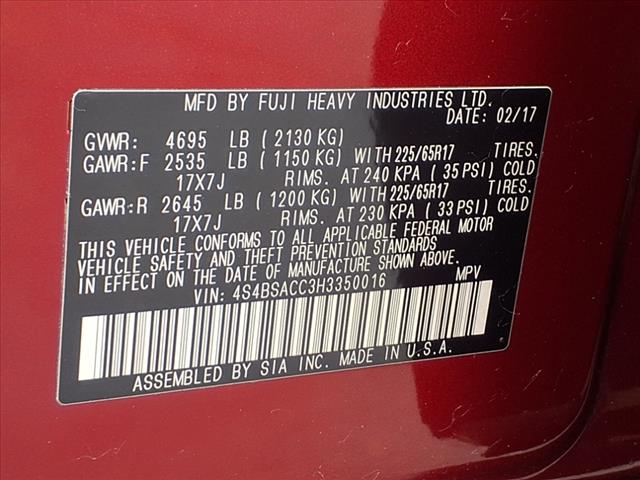 MFD BY FUJI HEAVY INDUSTRIES LTD.
DATE: 02/17
GVWR: 4695 LB ( 2130 KG)
GAWR:F 2535 LB ( 1150 KG) WITH 225/65R17 TIRES.
17X7J RIMS. AT 240 KPA ( 35 PSI) COLD
GAWR:R 2645 LB ( 1200 KG) WITH 225/65R17 TIRES.
17X7J RIMS. AT 230 KPA ( 33 PSI) COLD
THIS VEHICLE CONFORMS TO ALL APPLICABLE FEDERAL MOTOR
VEHICLE SAFETY AND THEFT PREVENTION STANDARDS
IN EFFECT ON THE DATE OF MANUFACTURE SHOWN ABOVE.
VIN: 4S4BSACC3H3350016 MPV
ASSEMBLED BY SIA INC. MADE IN U.S.A.